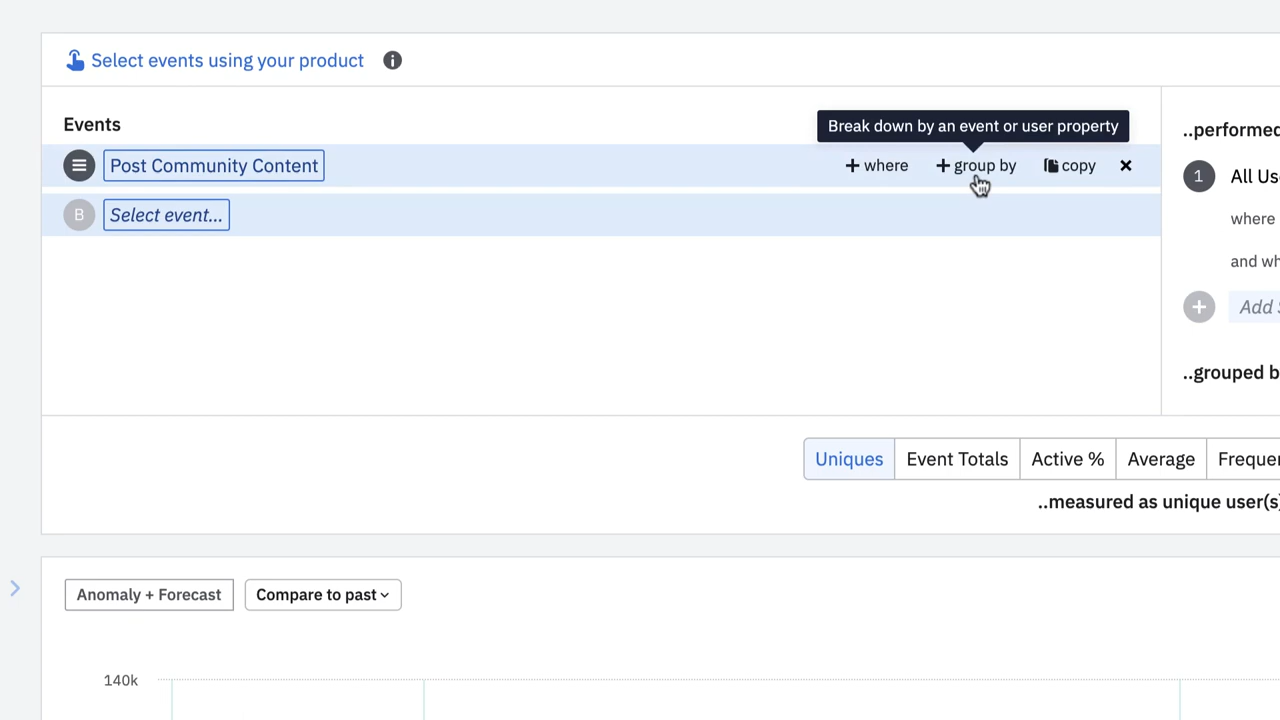 Select events using your product i
Events
Break down by an event or user property
Post Community Content + where + group by copy ×
B Select event...
..performed
1 All Us
where
and wh
+ Add
..grouped b
Uniques Event Totals Active % Average Frequen
..measured as unique user(s)
Anomaly + Forecast Compare to past
140k